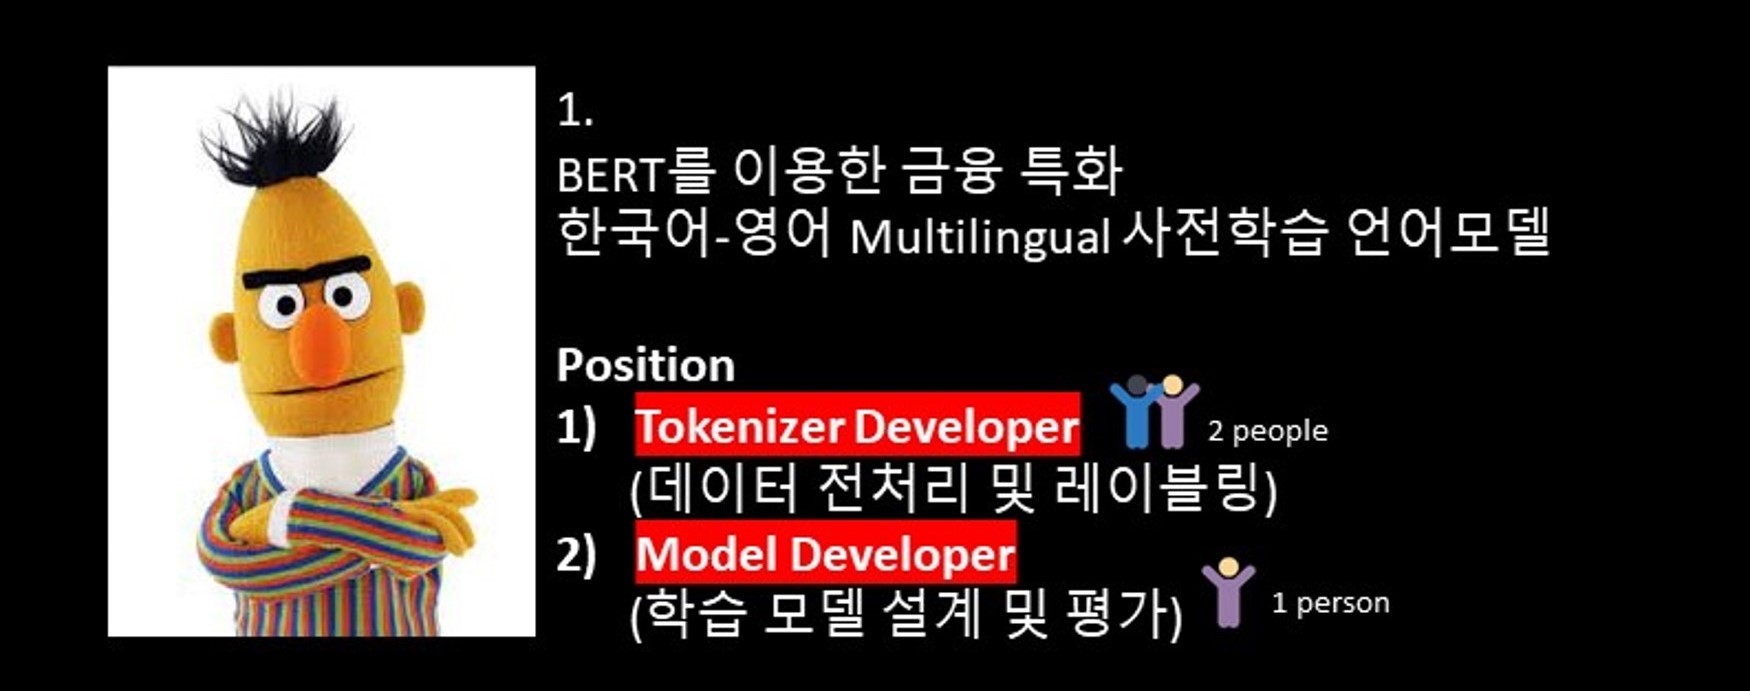 1.
BERT를 이용한 금융 특화
한국어-영어 Multilingual 사전학습 언어모델
Position
1) Tokenizer Developer 2 people
(데이터 전처리 및 레이블링)
2) Model Developer
(학습 모델 설계 및 평가) 1 person